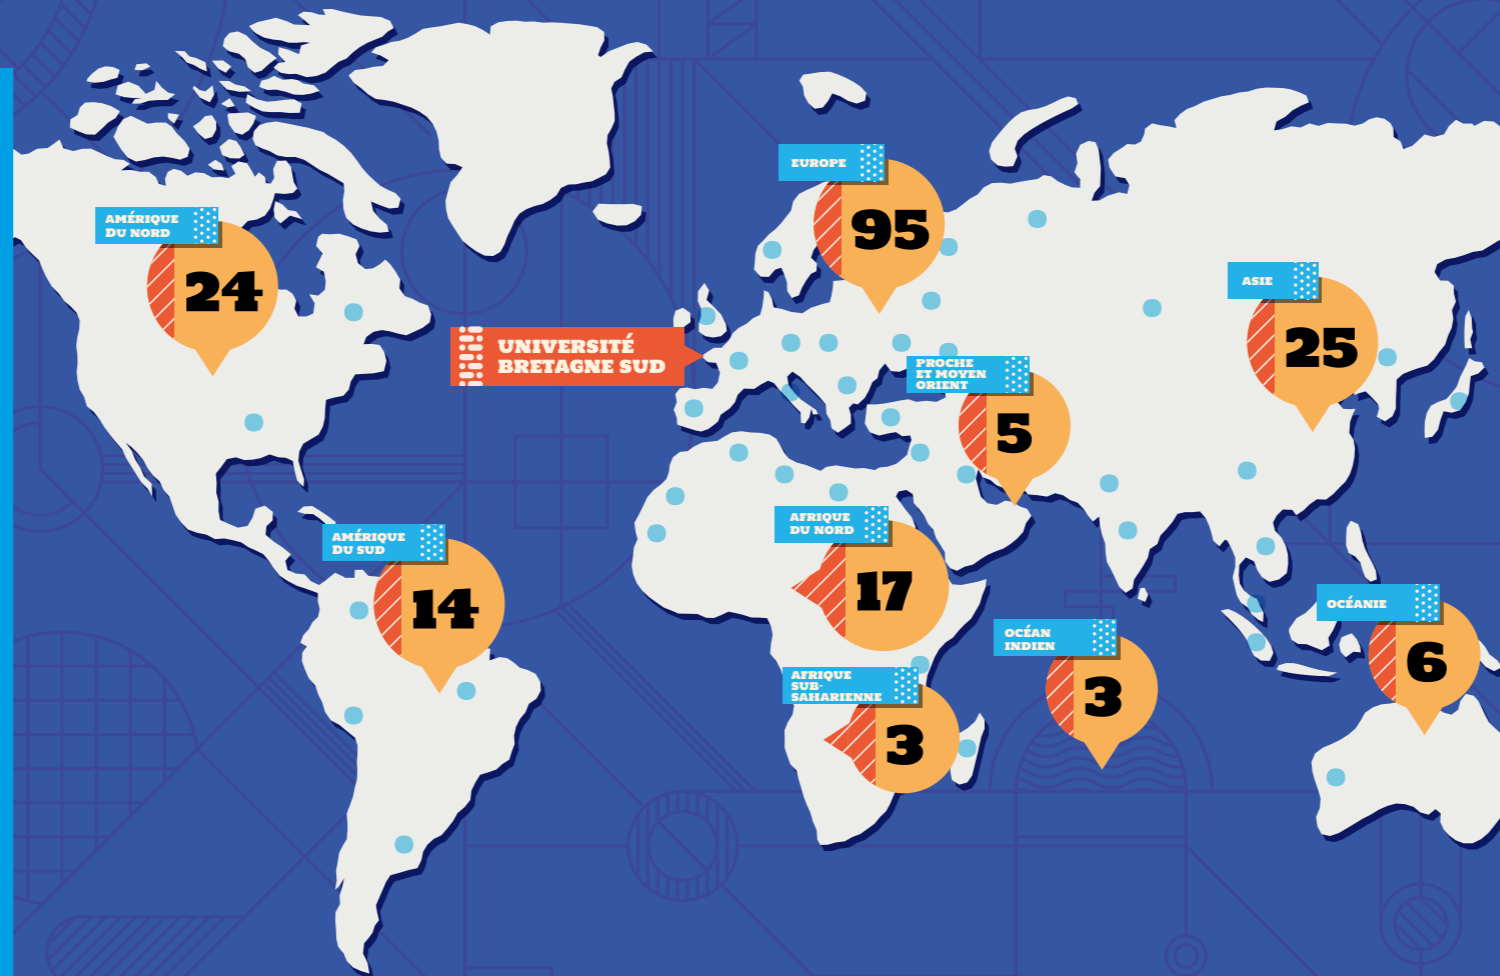 EUROPE
95
AMÉRIQUE
DU NORD
24
ASIE
25
UNIVERSITÉ
BRETAGNE SUD
PROCHE
ET MOYEN
ORIENT
5
AFRIQUE
DU NORD
17
AMÉRIQUE
DU SUD
14
OCÉANIE
6
OCÉAN
INDIEN
3
AFRIQUE
SUB-
SAHARIENNE
3